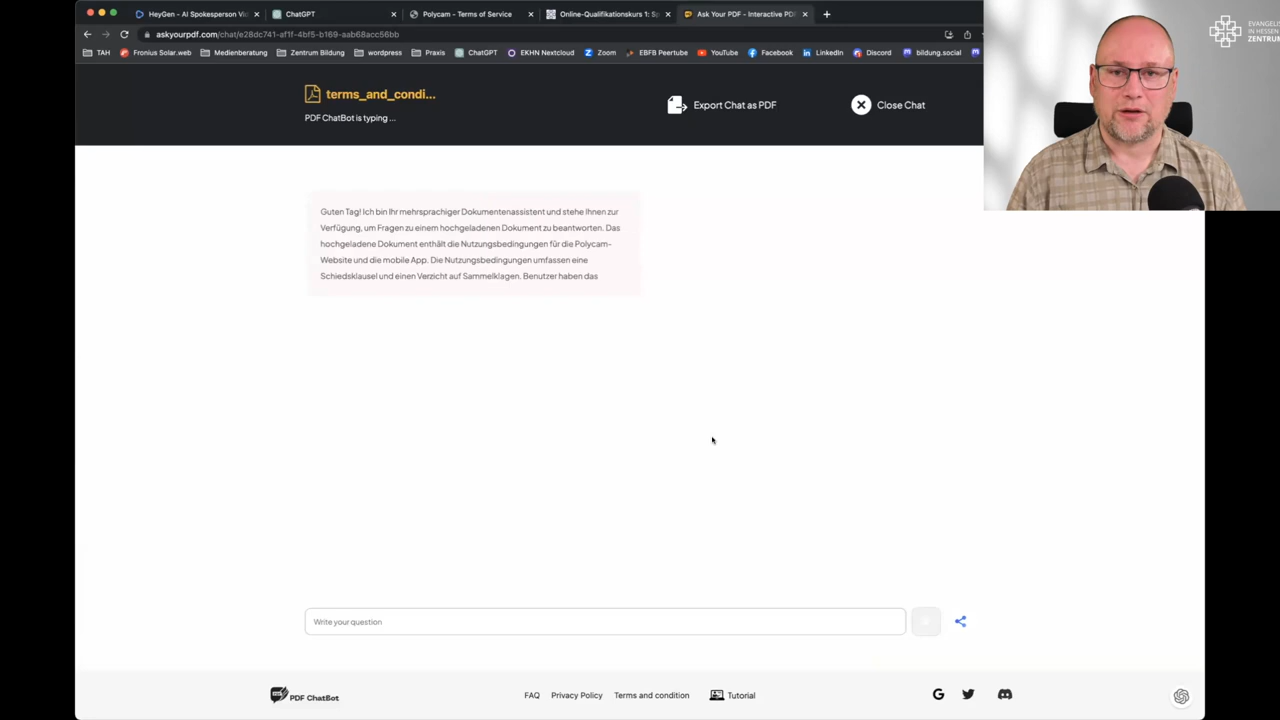 HeyGen - AI Spokesperson Vi
ChatGPT
Polycam – Terms of Service
Online-Qualifikationskurs 1: Sp
Ask Your PDF - Interactive PDF
askyourpdf.com/chat/e28dc741-af1f-4bf5-b169-aab68acc56bb
TAH
Fronius Solar.web
Medienberatung
Zentrum Bildung
wordpress
Praxis
ChatGPT
EKHN Nextcloud
Zoom
EBFB Peertube
YouTube
Facebook
LinkedIn
Discord
bildung.social
EVANGELIS
IN HESSEN
ZENTRUM
terms_and_condi...
PDF ChatBot is typing ...
Export Chat as PDF
Close Chat
Guten Tag! Ich bin Ihr mehrsprachiger Dokumentenassistent und stehe Ihnen zur
Verfügung, um Fragen zu einem hochgeladenen Dokument zu beantworten. Das
hochgeladene Dokument enthält die Nutzungsbedingungen für die Polycam-
Website und die mobile App. Die Nutzungsbedingungen umfassen eine
Schiedsklausel und einen Verzicht auf Sammelklagen. Benutzer haben das
Write your question
PDF ChatBot
FAQ
Privacy Policy
Terms and condition
Tutorial